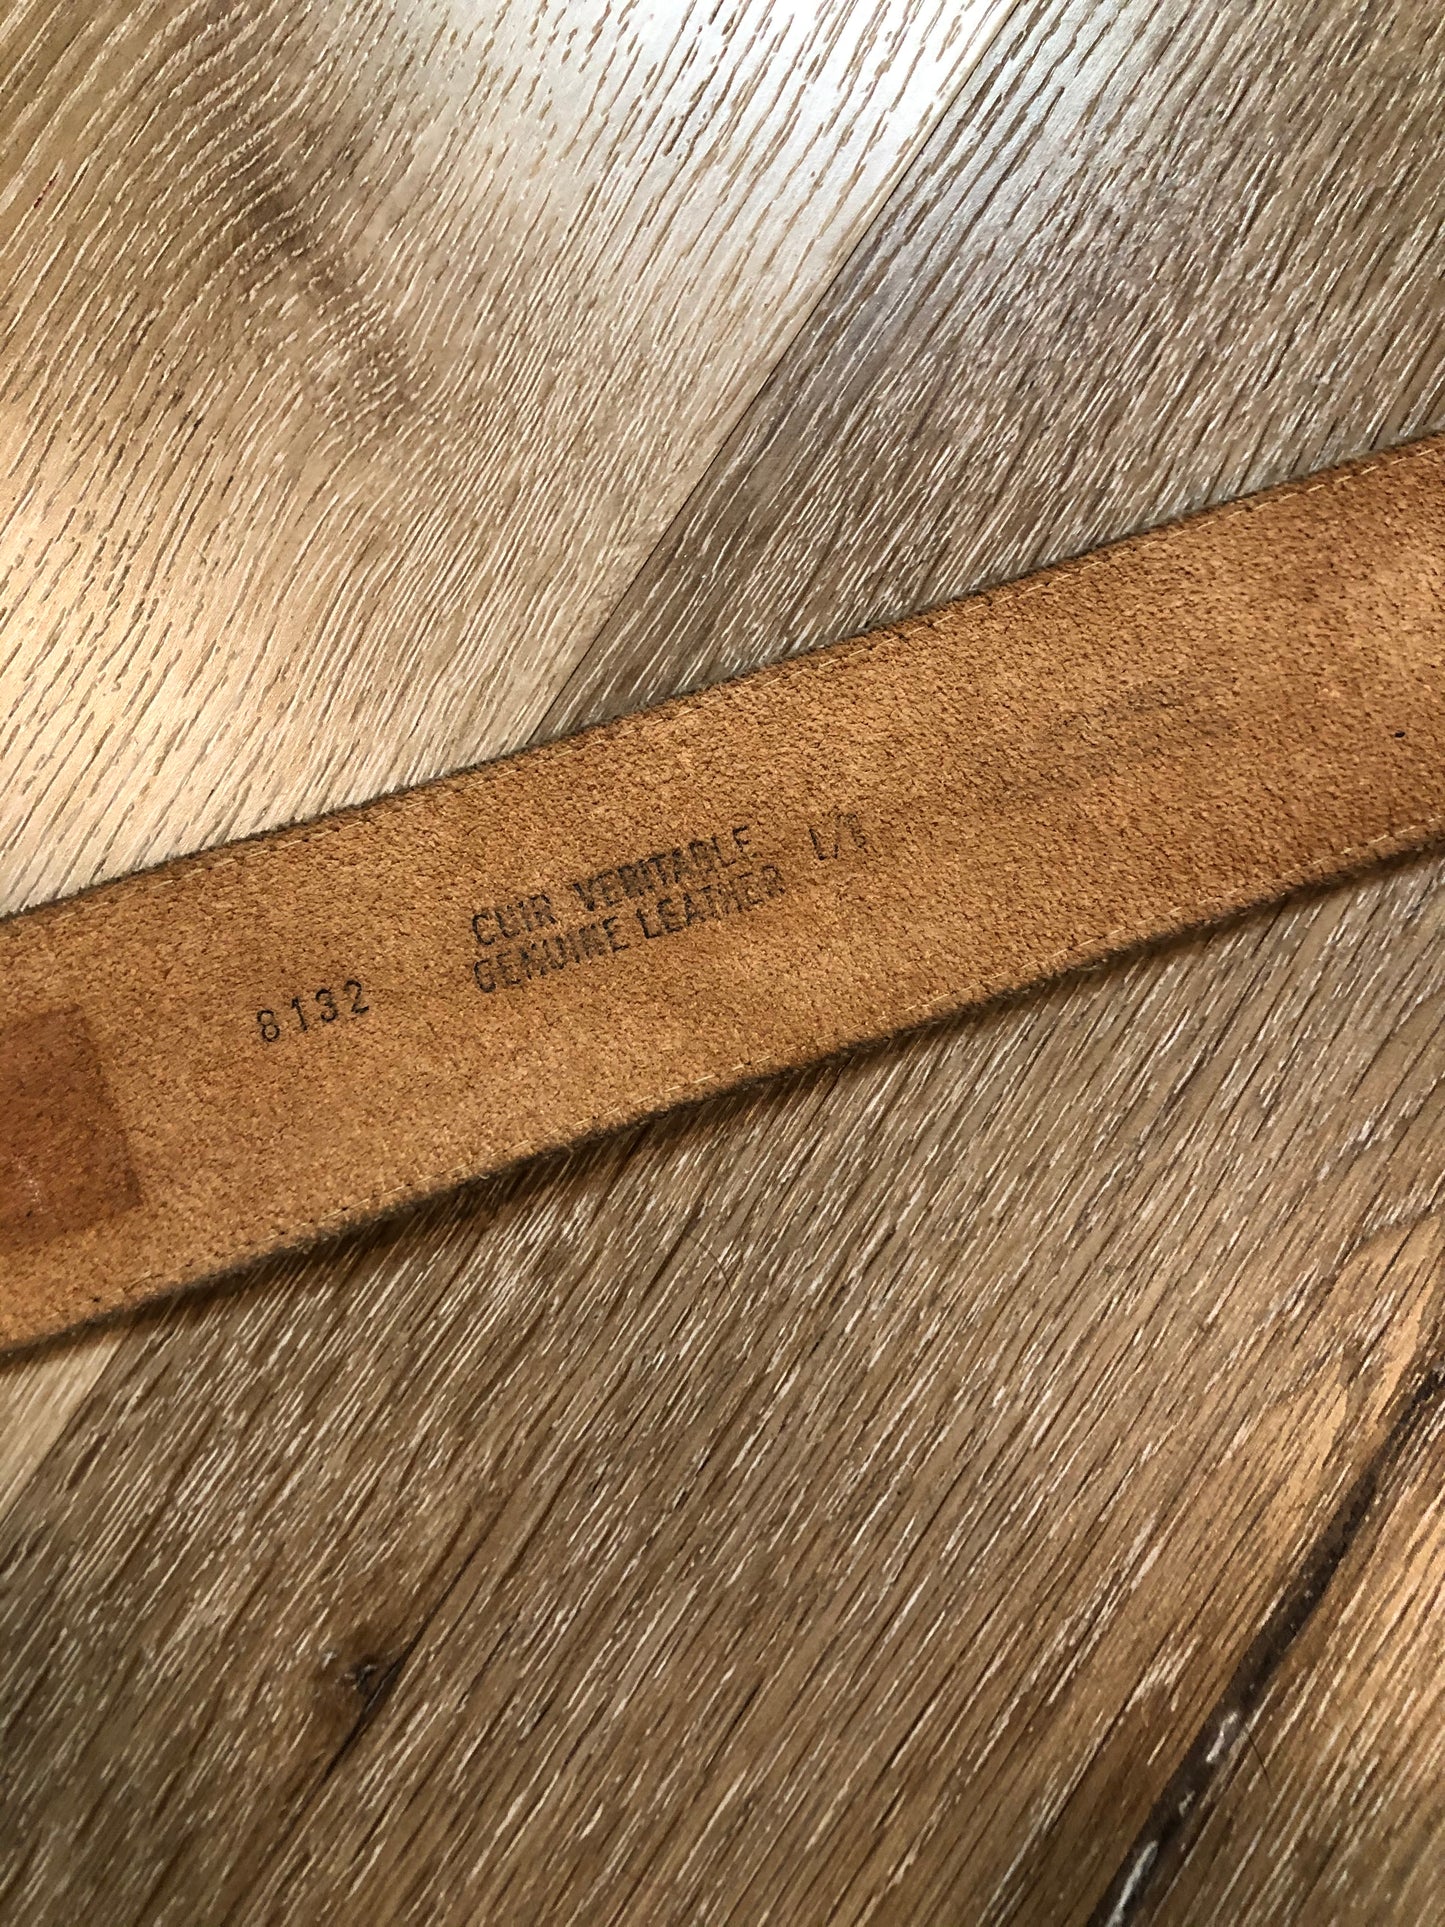 8132
CUIR VERITABLE
GENUINE LEATHER